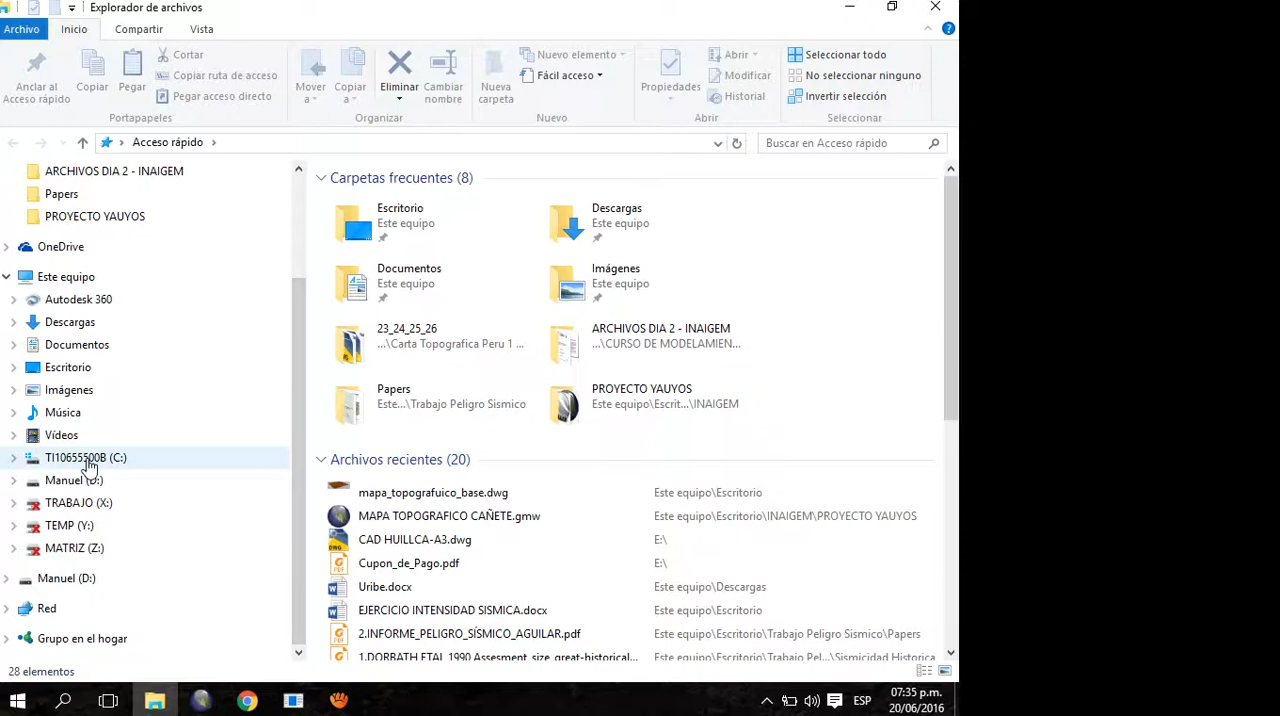 Explorador de archivos
Archivo
Inicio
Compartir
Vista
Anclar al
Acceso rápido
Copiar
Pegar
Cortar
Copiar ruta de acceso
Pegar acceso directo
Portapapeles
Mover
a
Copiar
a
Eliminar
Cambiar
nombre
Organizar
Nueva
carpeta
Nuevo elemento
Fácil acceso
Nuevo
Propiedades
Abrir
Modificar
Historial
Abrir
Seleccionar todo
No seleccionar ninguno
Invertir selección
Seleccionar
Acceso rápido
Buscar en Acceso rápido
ARCHIVOS DIA 2 - INAIGEM
Papers
PROYECTO YAUYOS
OneDrive
Este equipo
Autodesk 360
Descargas
Documentos
Escritorio
Imágenes
Música
Vídeos
TI10655500B (C:)
Manuel (D:)
TRABAJO (X:)
TEMP (Y:)
MATRIZ (Z:)
Manuel (D:)
Red
Grupo en el hogar
Carpetas frecuentes (8)
Escritorio
Este equipo
Descargas
Este equipo
Documentos
Este equipo
Imágenes
Este equipo
23_24_25_26
...\Carta Topografica Peru 1 ...
ARCHIVOS DIA 2 - INAIGEM
...\CURSO DE MODELAMIEN...
Papers
Este...\Trabajo Peligro Sismico
PROYECTO YAUYOS
Este equipo\Escrit...\INAIGEM
Archivos recientes (20)
mapa_topografuico_base.dwg Este equipo\Escritorio
MAPA TOPOGRAFICO CAÑETE.gmw Este equipo\Escritorio\INAIGEM\PROYECTO YAUYOS
CAD HUILLCA-A3.dwg E:\
Cupon_de_Pago.pdf E:\
Uribe.docx Este equipo\Descargas
EJERCICIO INTENSIDAD SISMICA.docx Este equipo\Escritorio
2.INFORME_PELIGRO_SÍSMICO_AGUILAR.pdf Este equipo\Escritorio\Trabajo Peligro Sismico\Papers
1.DORBATH ETAL 1990 Assesment_size_great-historical... Este equipo\Escritorio\Trabajo Pel...\Sismicidad Historica
28 elementos
ESP
07:35 p.m.
20/06/2016